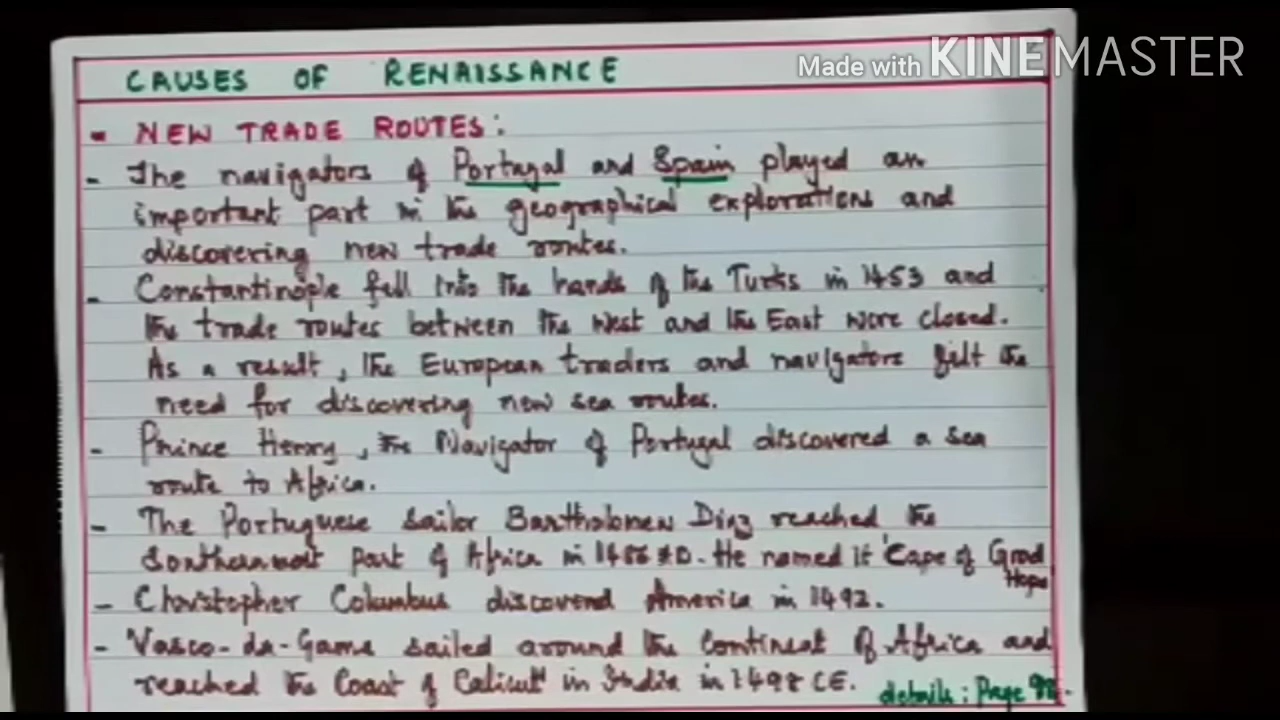 Made with KINEMASTER
CAUSES OF RENAISSANCE
- NEW TRADE ROUTES:
- The navigators of Portugal and Spain played an
important part in the geographical explorations and
discovering new trade routes.
- Constantinople fell into the hands of the Turks in 1453 and
the trade routes between the West and the East were closed.
As a result, the European traders and navigators felt the
need for discovering new sea routes.
- Prince Henry, the Navigator of Portugal discovered a sea
route to Africa.
- The Portuguese Sailor Bartholomew Diaz reached the
Southernmost part of Africa in A.D. He named it 'Cape of Good
Hope'
- Christopher Columbus discovered America in 1492.
- Vasco-da-Gama sailed around the Continent of Africa and
reached the Coast of Calicut in India in 1498 CE.
details: Page